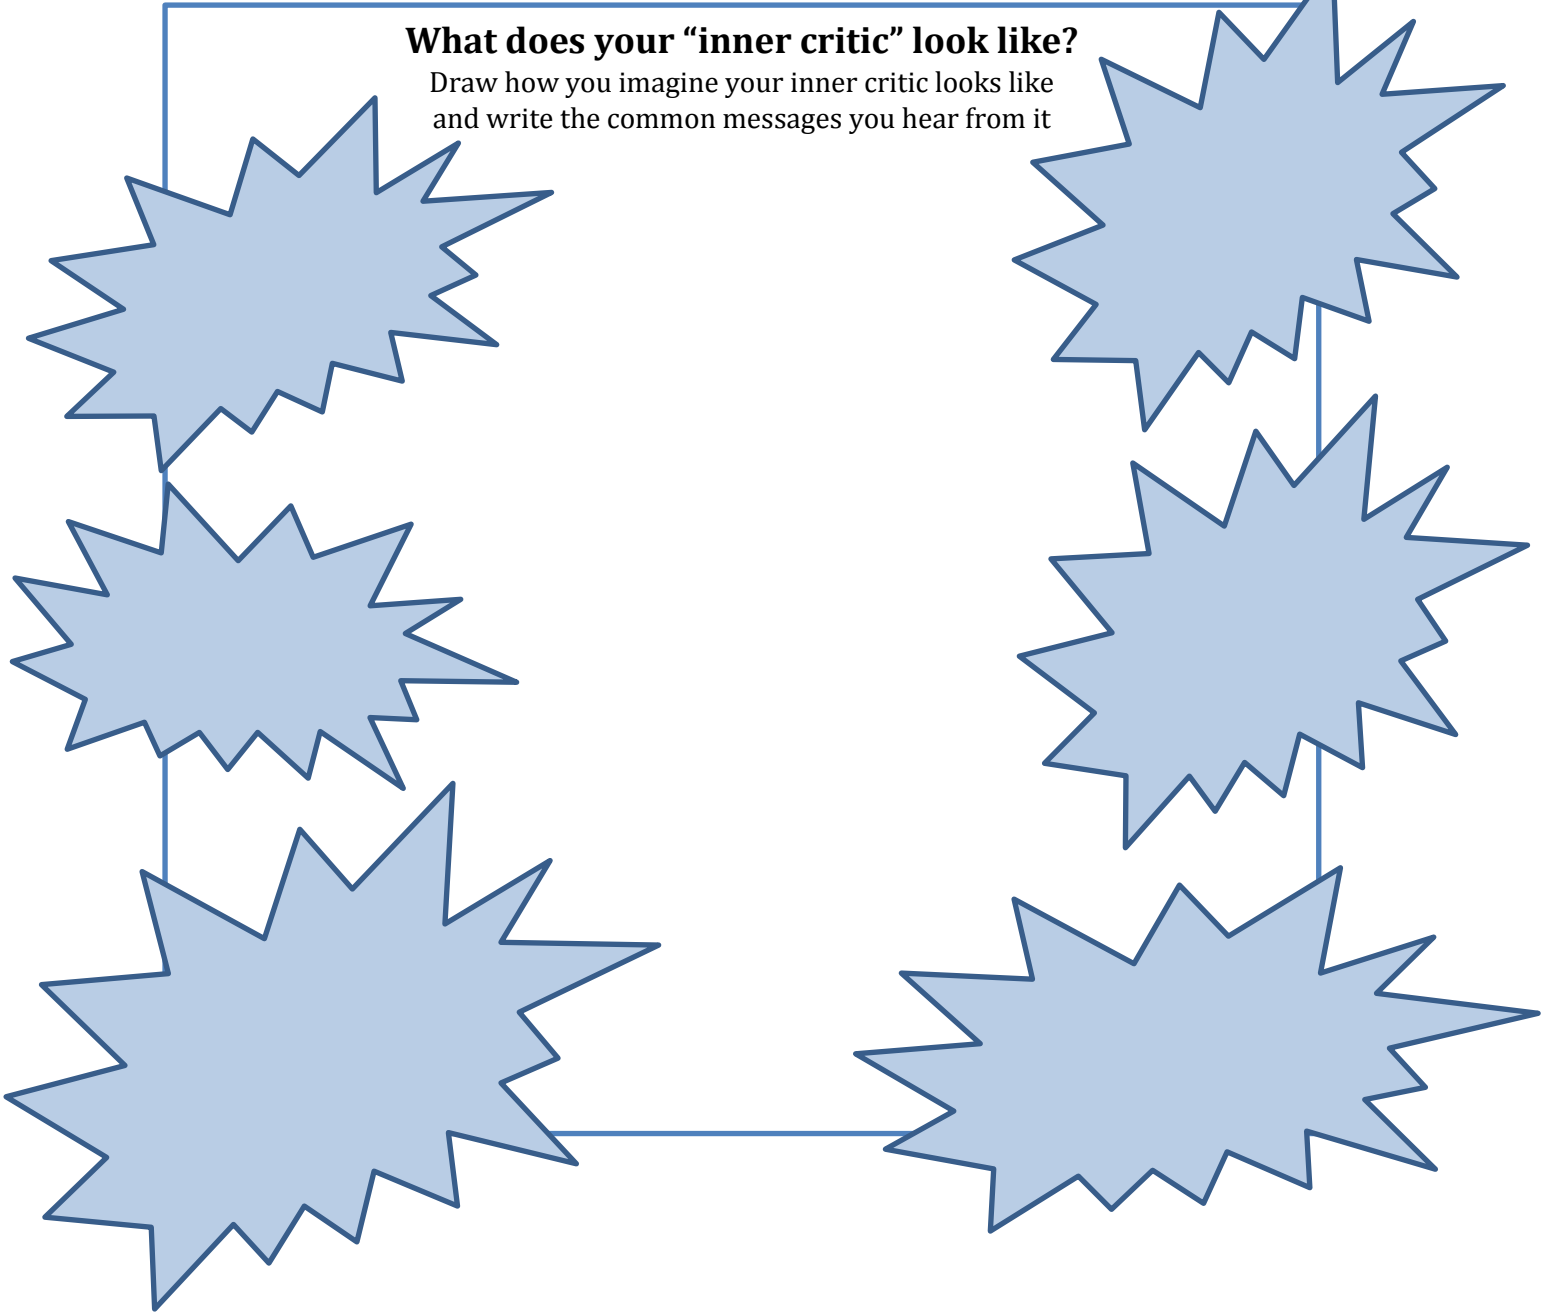 What does your “inner critic” look like?
Draw how you imagine your inner critic looks like
and write the common messages you hear from it